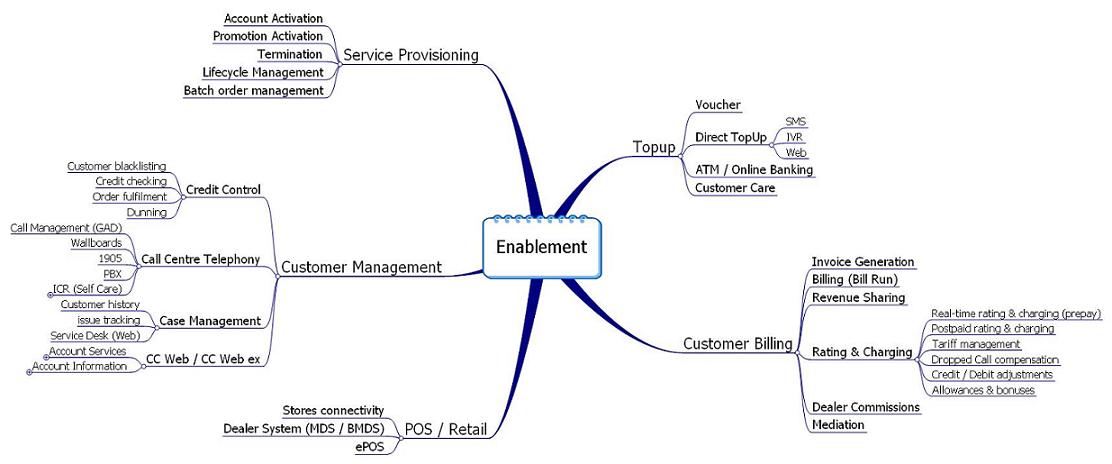 Enablement
Service Provisioning
Account Activation
Promotion Activation
Termination
Lifecycle Management
Batch order management
Topup
Voucher
Direct TopUp
SMS
IVR
Web
ATM / Online Banking
Customer Care
Customer Management
Credit Control
Customer blacklisting
Credit checking
Order fulfilment
Dunning
Call Centre Telephony
Call Management (GAD)
Wallboards
1905
PBX
ICR (Self Care)
Case Management
Customer history
issue tracking
Service Desk (Web)
CC Web / CC Web ex
Account Services
Account Information
Customer Billing
Invoice Generation
Billing (Bill Run)
Revenue Sharing
Rating & Charging
Real-time rating & charging (prepay)
Postpaid rating & charging
Tariff management
Dropped Call compensation
Credit / Debit adjustments
Allowances & bonuses
Dealer Commissions
Mediation
POS / Retail
Stores connectivity
Dealer System (MDS / BMDS)
ePOS